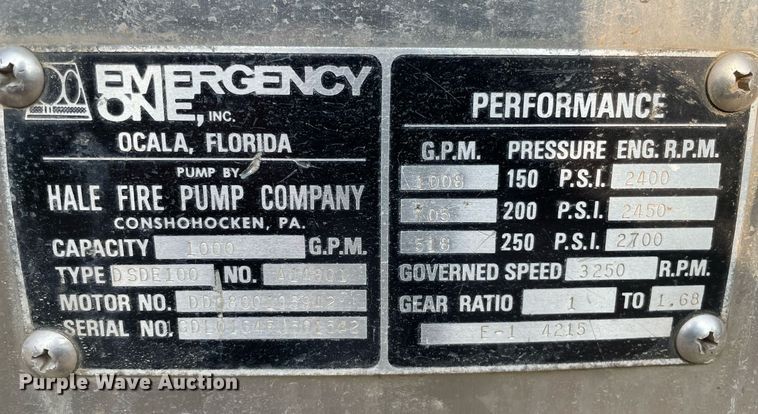 EMERGENCY
ONE, INC.
OCALA, FLORIDA
PUMP BY
HALE FIRE PUMP COMPANY
CONSHOHOCKEN, PA.
CAPACITY 1000 G.P.M.
TYPE DSDE100 NO.
MOTOR NO.
SERIAL NO.
PERFORMANCE
G.P.M. PRESSURE ENG. R.P.M.
1008 150 P.S.I. 2400
200 P.S.I. 2450
518 250 P.S.I. 2700
GOVERNED SPEED 3250 R.P.M.
GEAR RATIO 1 TO 1.68
E-1 4215
Purple Wave Auction